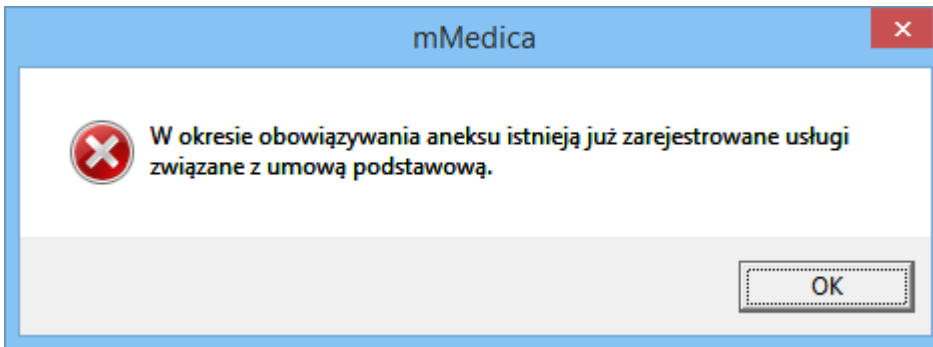 mMedica
W okresie obowiązywania aneksu istnieją już zarejestrowane usługi
związane z umową podstawową.
OK